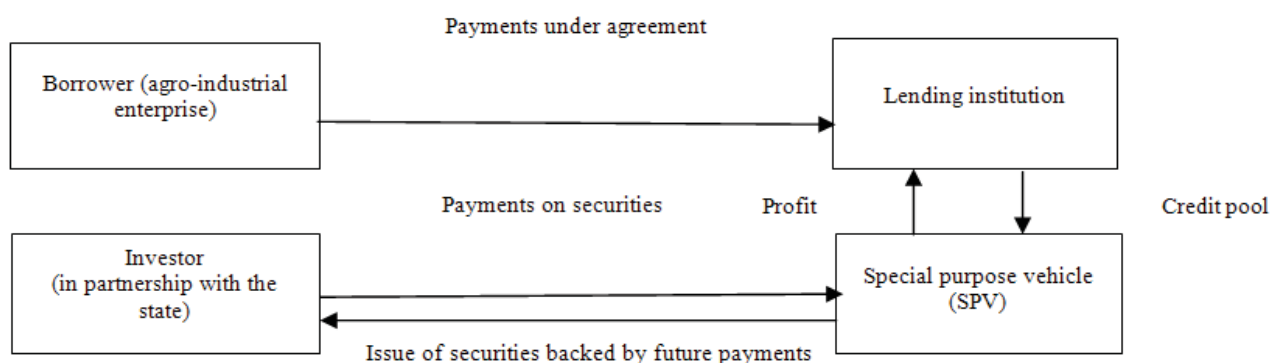 Payments under agreement
Borrower (agro-industrial
enterprise)
Lending institution
Payments on securities
Profit
Credit pool
Investor
(in partnership with the
state)
Special purpose vehicle
(SPV)
Issue of securities backed by future payments